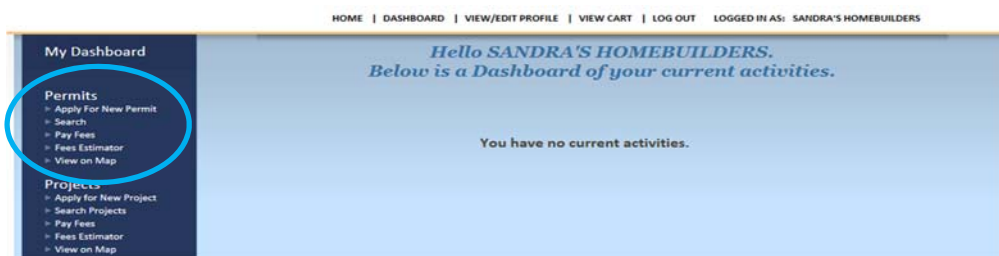 HOME | DASHBOARD | VIEW/EDIT PROFILE | VIEW CART | LOG OUT LOGGED IN AS: SANDRA'S HOMEBUILDERS
My Dashboard
Permits
Apply For New Permit
Search
Pay Fees
Fees Estimator
View on Map
Projects
Apply for New Project
Search Projects
Pay Fees
Fees Estimator
View on Map
Hello SANDRA'S HOMEBUILDERS.
Below is a Dashboard of your current activities.
You have no current activities.